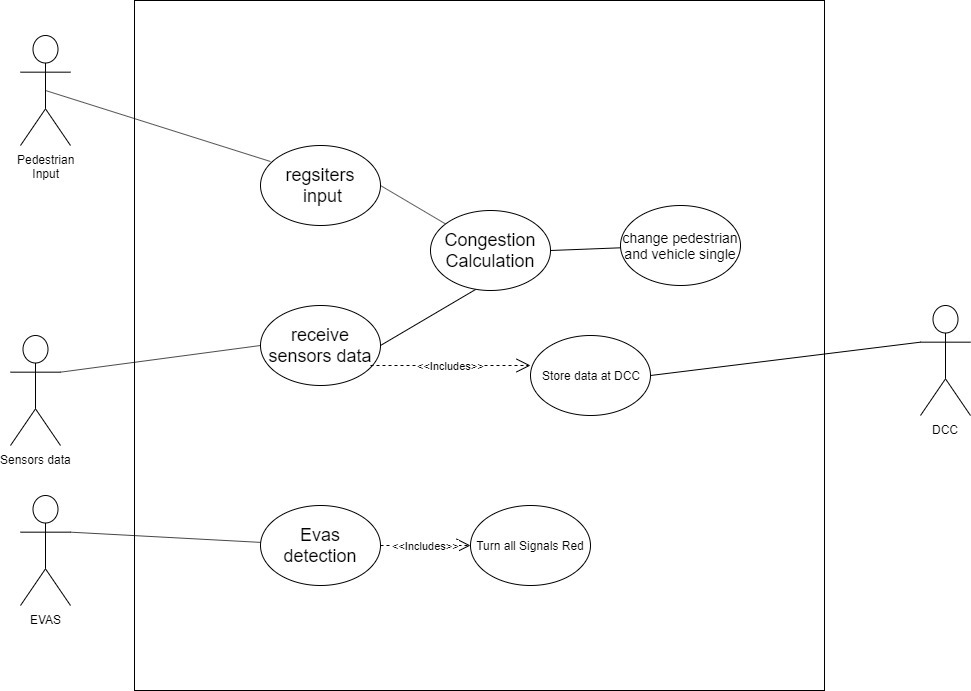 Pedestrian
Input
regsiters
input
Congestion
Calculation
change pedestrian
and vehicle single
receive
sensors data
<<Includes>>
Store data at DCC
DCC
Sensors data
Evas
detection
<<Includes>>
Turn all Signals Red
EVAS